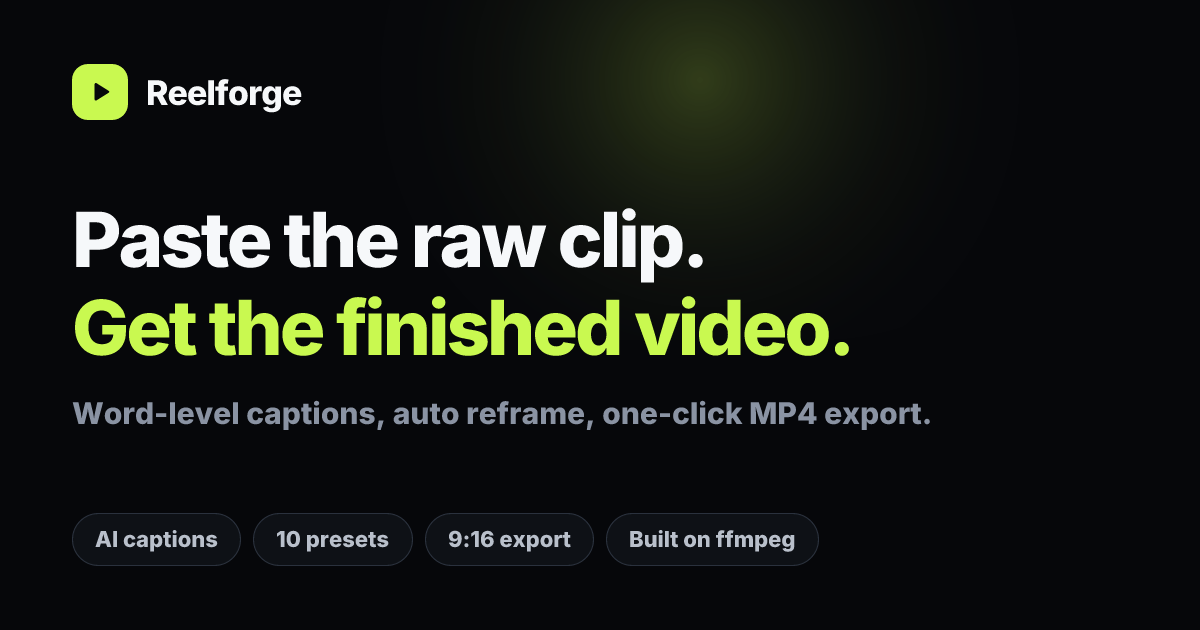 Reelforge
Paste the raw clip.
Get the finished video.
Word-level captions, auto reframe, one-click MP4 export.
AI captions
10 presets
9:16 export
Built on ffmpeg